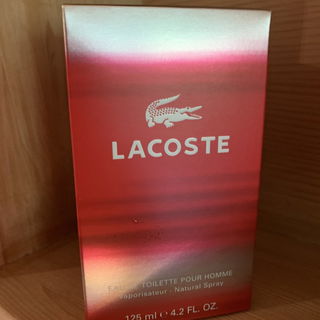 LACOSTE
EAU DE TOILETTE POUR HOMME
Vaporisateur - Natural Spray
125 ml ℮ 4.2 FL. OZ.